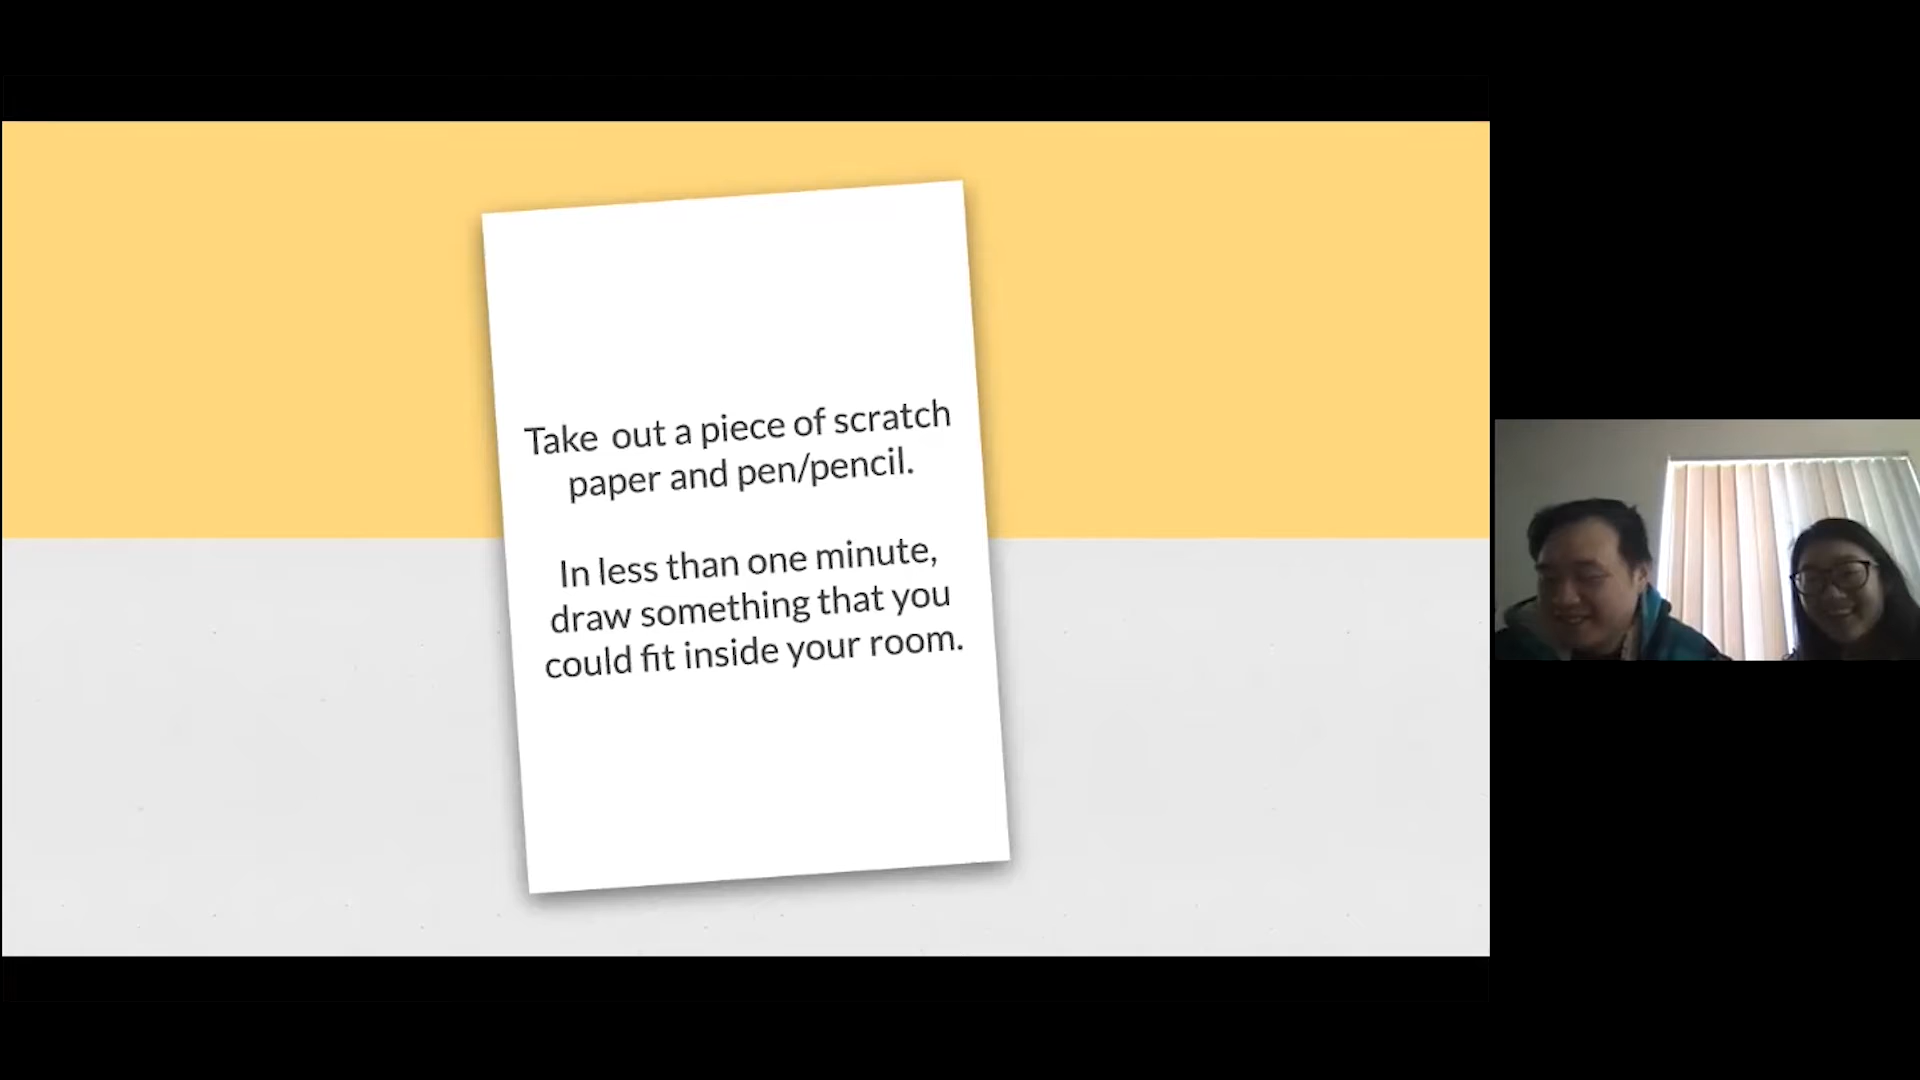 Take out a piece of scratch
paper and pen/pencil.
In less than one minute,
draw something that you
could fit inside your room.